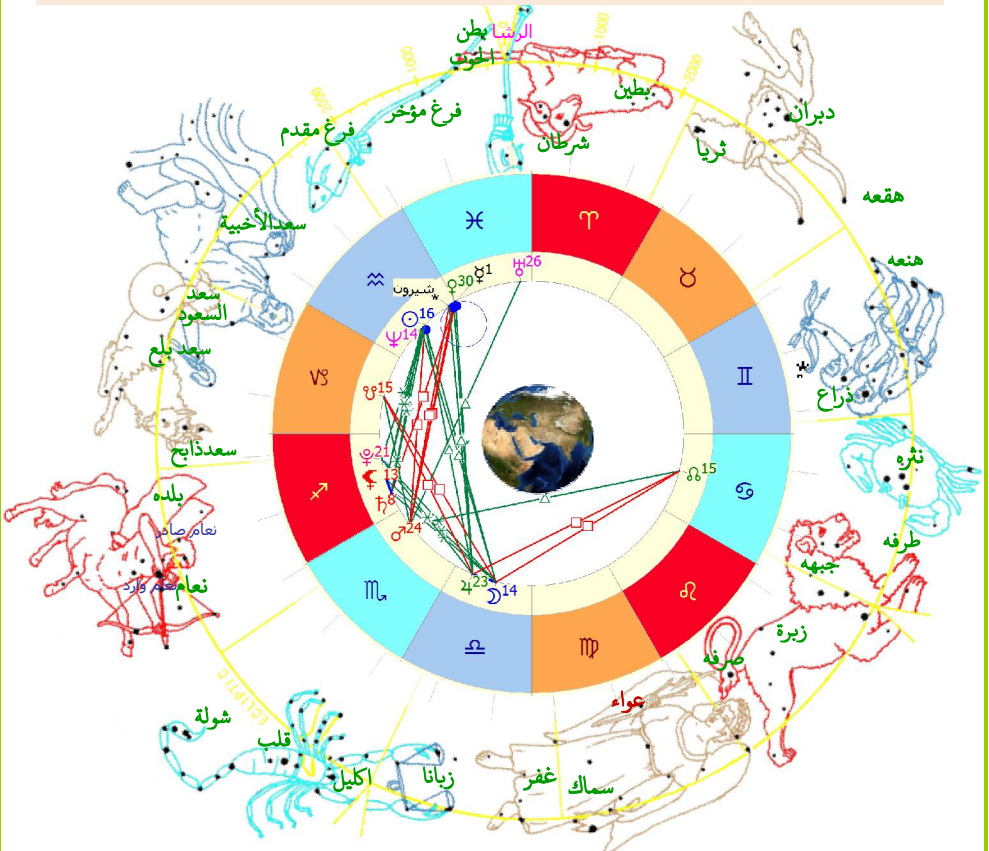 بطن
الرشا
الحوت
1000
-1000
-2000
2000
بطين
شرطان
فرغ مؤخر
فرغ مقدم
دبران
ثريا
هقعه
هنعه
ذراع
نثره
طرفه
جبهه
زبرة
صرفه
عواء
سماك
غفر
زبانا
اكليل
قلب
شولة
ECLIPTIC
نعام وارد
نعام
نعام صادر
بلده
سعدذابح
سعد بلع
سعد
السعود
سعدالأخبية
شيرون
♓ ♈ ♉ ♊ ♋ ♌ ♍ ♎ ♏ ♐ ♑ ♒
♅26
☿1
♀30
☉16
♆14
☋15
♇21
⚸13
♄8
♂24
♃23
☽14
☊15